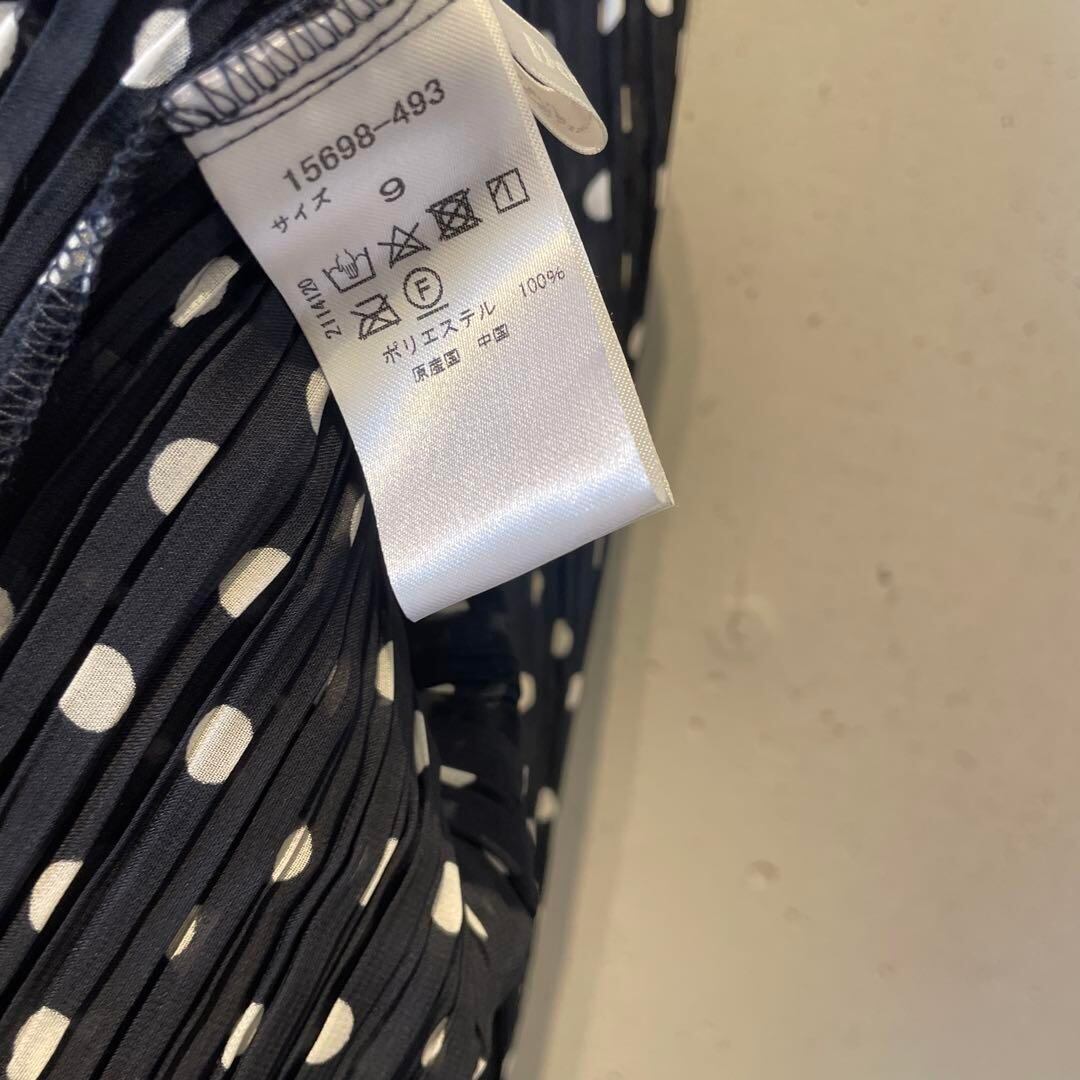 15698-493
サイズ 9
2114120
F
ポリエステル 100%
原産国 中国